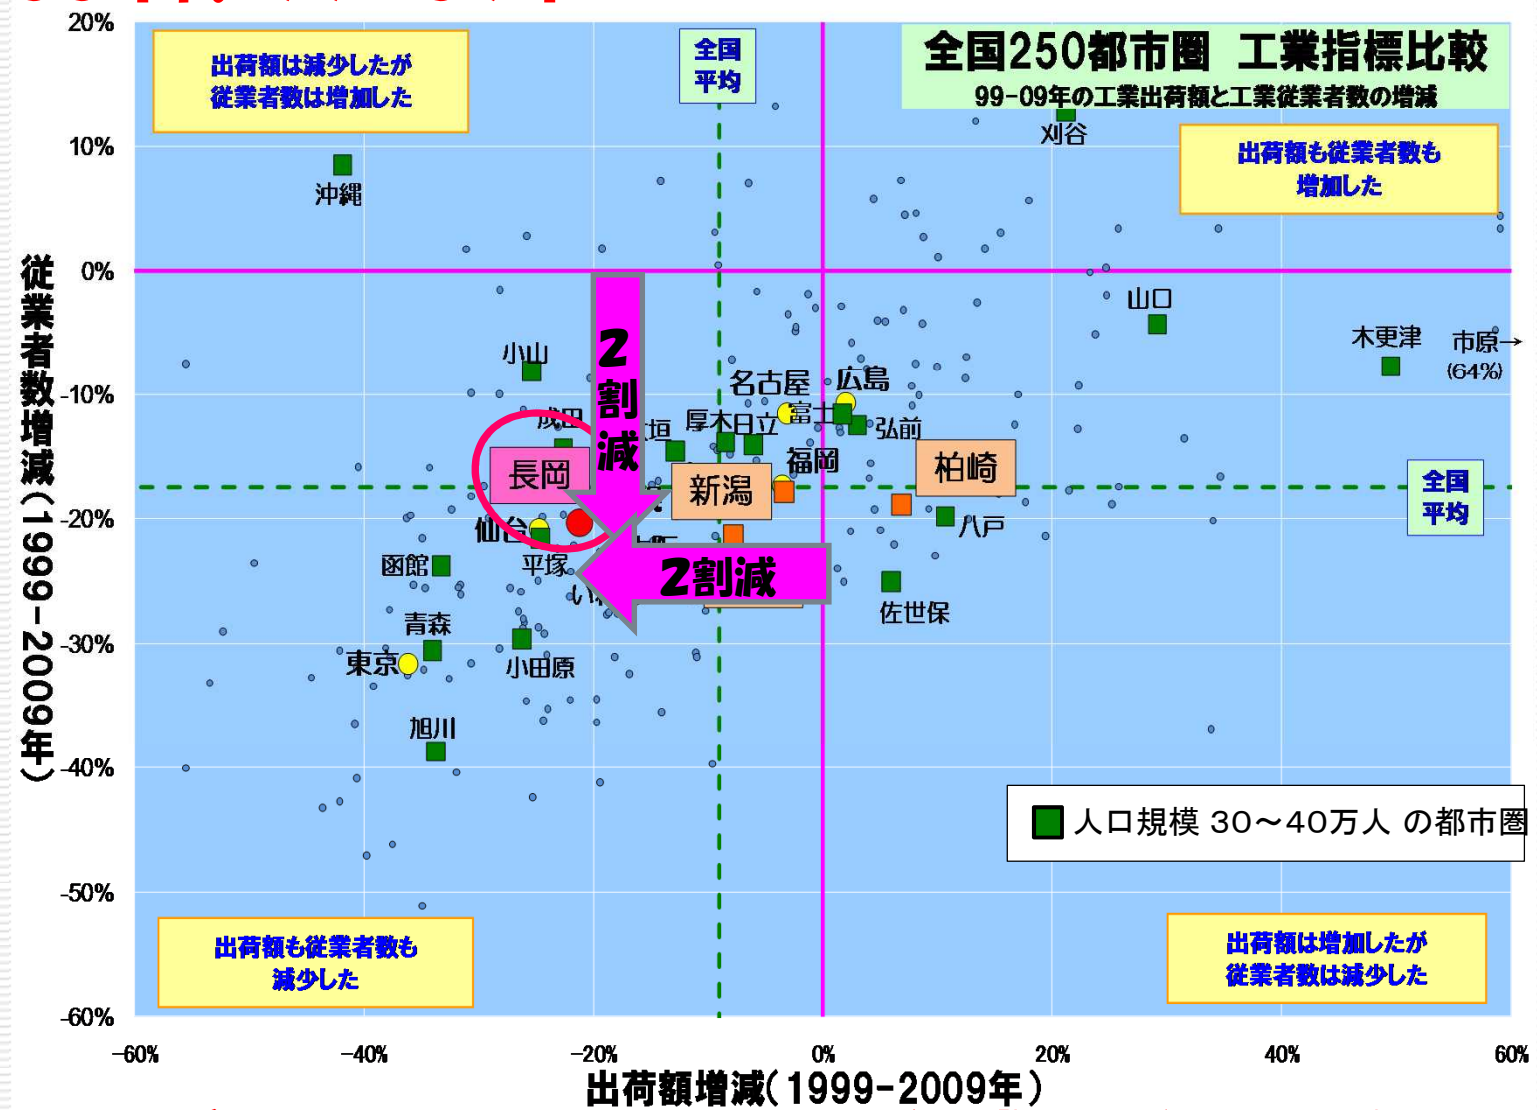 20%
10%
0%
-10%
-20%
-30%
-40%
-50%
-60%
-60%
-40%
-20%
0%
20%
40%
60%
従業者数増減(1999-2009年)
出荷額増減(1999-2009年)
全国250都市圏 工業指標比較
99-09年の工業出荷額と工業従業者数の増減
出荷額は減少したが
従業者数は増加した
全国
平均
出荷額も従業者数も
増加した
刈谷
沖縄
山口
木更津
市原→
(64%)
小山
2割減
名古屋
広島
成田
垣
厚木
日立
富士
弘前
長岡
新潟
福岡
柏崎
全国
平均
仙台
八戸
函館
平塚
2割減
佐世保
青森
東京
小田原
旭川
人口規模 30～40万人 の都市圏
出荷額も従業者数も
減少した
出荷額は増加したが
従業者数は減少した